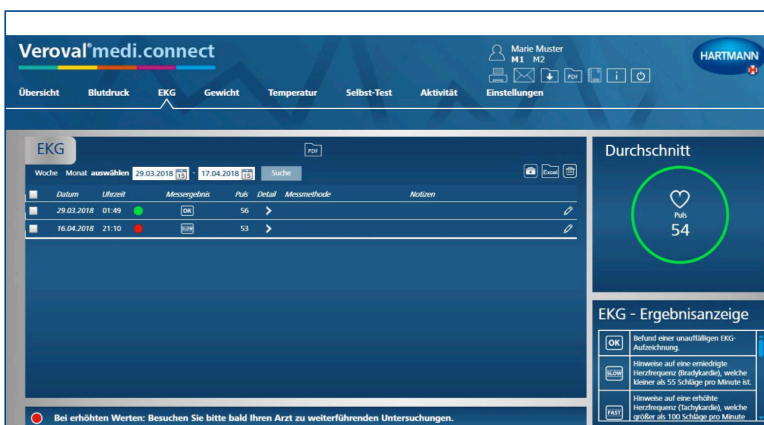 Veroval® medi.connect
Marie Muster
M1 M2
HARTMANN
PDF
Übersicht Blutdruck EKG Gewicht Temperatur Selbst-Test Aktivität Einstellungen
EKG
PDF
Woche Monat auswählen 29.03.2018 15 - 17.04.2018 15 Suche Excel
Datum Uhrzeit Messergebnis Puls Detail Messmethode Notizen
29.03.2018 01:49 OK 56
16.04.2018 21:10 SLOW 53
Bei erhöhten Werten: Besuchen Sie bitte bald Ihren Arzt zu weiterführenden Untersuchungen.
Durchschnitt
Puls
54
EKG - Ergebnisanzeige
OK Befund einer unauffälligen EKG-
Aufzeichnung.
SLOW Hinweise auf eine erniedrigte
Herzfrequenz (Bradykardie), welche
kleiner als 55 Schläge pro Minute ist.
FAST Hinweise auf eine erhöhte
Herzfrequenz (Tachykardie), welche
größer als 100 Schläge pro Minute